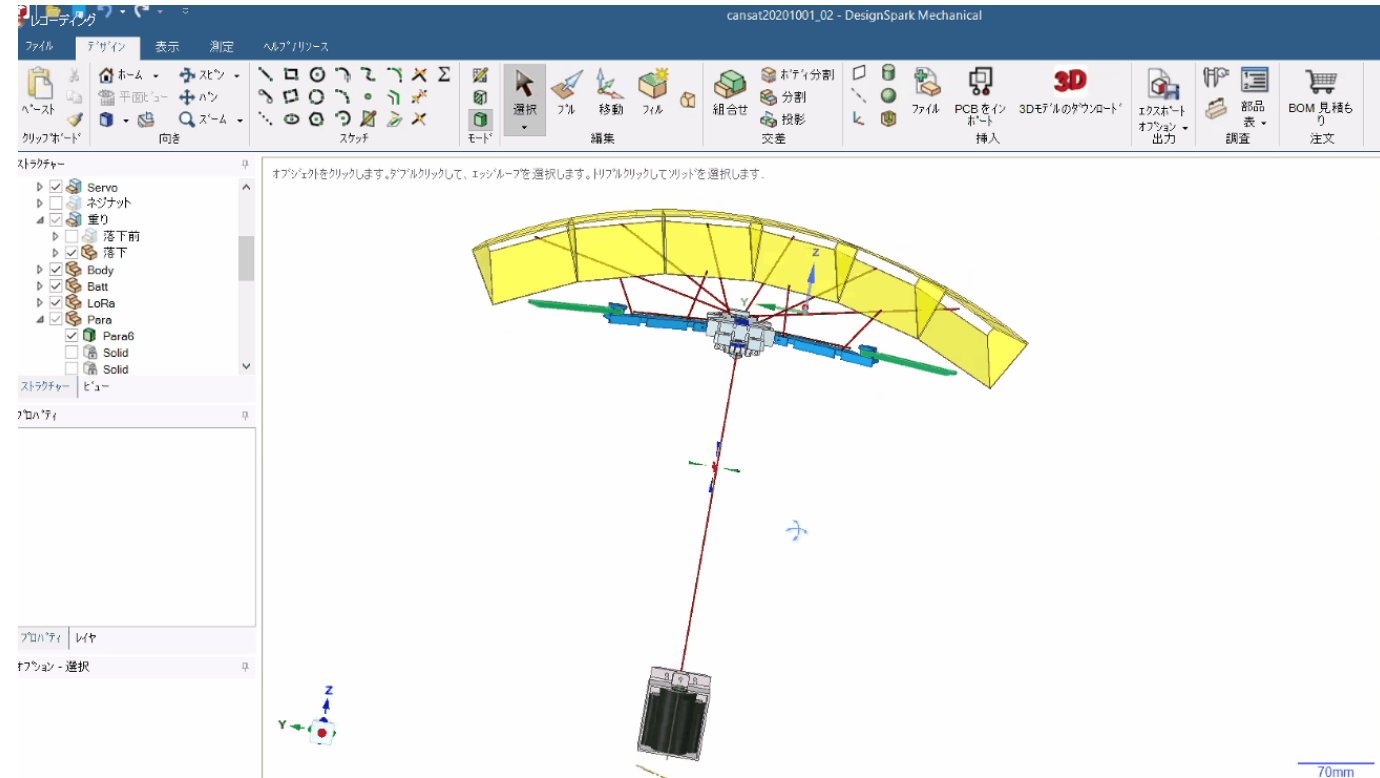 レコーディング
cansat20201001_02 - DesignSpark Mechanical
ファイル デザイン 表示 測定 ヘルプ/リソース
ペースト
ホーム スピン
平面ビュー パン
ズーム
選択 プル 移動 フィル
組合せ
ボディ分割
分割
投影
ファイル
PCB をイン
ポート
3Dモデルのダウンロード
3D
エクスポート
オプション
部品
表
BOM 見積も
り
クリップボード 向き スケッチ モード 編集 交差 挿入 出力 調査 注文
ストラクチャー
オブジェクトをクリックします。ダブルクリックして、エッジループを選択します。トリプルクリックしてソリッドを選択します.
Servo
ネジナット
重り
落下前
落下
Body
Batt
LoRa
Para
Para6
Solid
Solid
ストラクチャー ビュー
プロパティ
プロパティ レイヤ
オプション - 選択
Z
Y
Z
Y
70mm